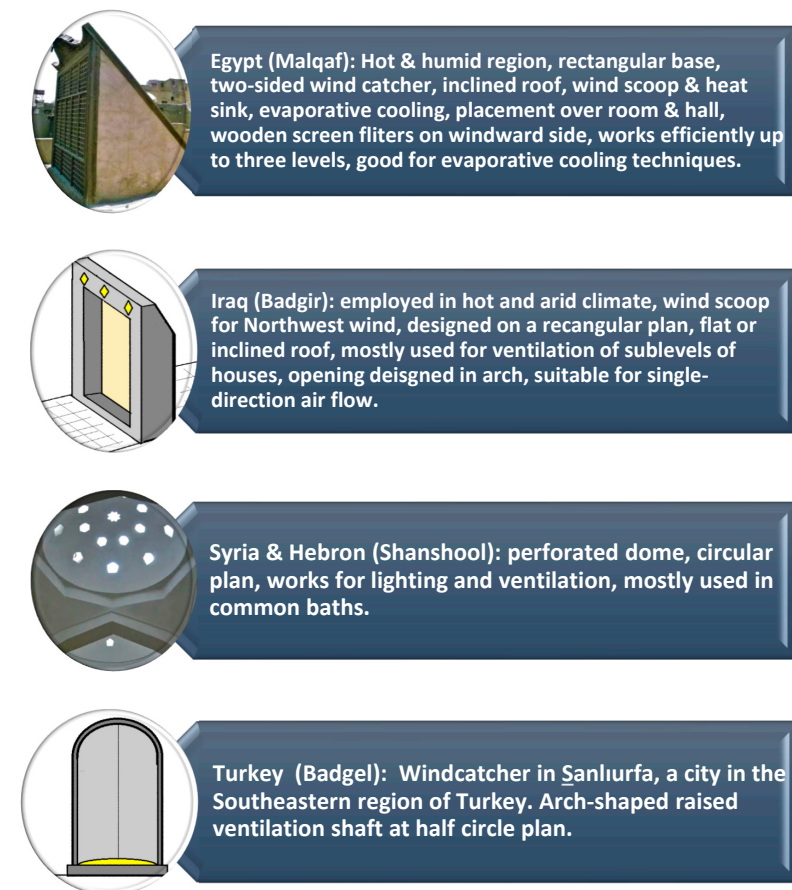 Egypt (Malqaf): Hot & humid region, rectangular base,
two-sided wind catcher, inclined roof, wind scoop & heat
sink, evaporative cooling, placement over room & hall,
wooden screen fliters on windward side, works efficiently up
to three levels, good for evaporative cooling techniques.
Iraq (Badgir): employed in hot and arid climate, wind scoop
for Northwest wind, designed on a recangular plan, flat or
inclined roof, mostly used for ventilation of sublevels of
houses, opening deisgned in arch, suitable for single-
direction air flow.
Syria & Hebron (Shanshool): perforated dome, circular
plan, works for lighting and ventilation, mostly used in
common baths.
Turkey (Badgel): Windcatcher in Şanlıurfa, a city in the
Southeastern region of Turkey. Arch-shaped raised
ventilation shaft at half circle plan.